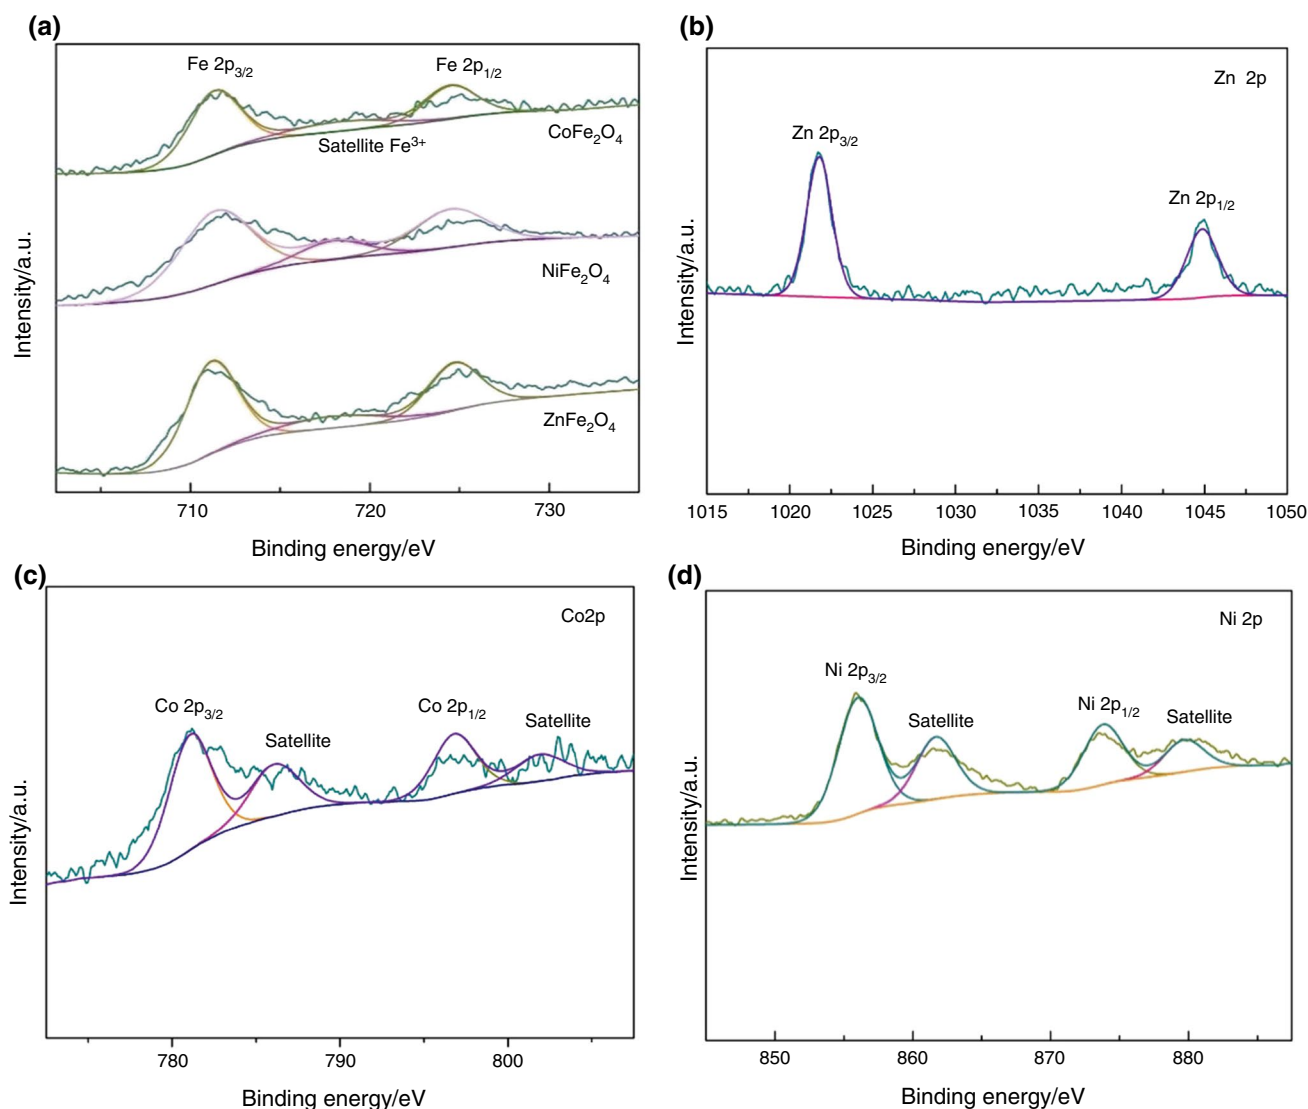 (a)
Fe 2p3/2
Fe 2p1/2
CoFe2O4
Satellite Fe3+
NiFe2O4
ZnFe2O4
Intensity/a.u.
710 720 730
Binding energy/eV
(b)
Zn 2p
Zn 2p3/2
Zn 2p1/2
Intensity/a.u.
1015 1020 1025 1030 1035 1040 1045 1050
Binding energy/eV
(c)
Co2p
Co 2p3/2
Satellite
Co 2p1/2
Satellite
Intensity/a.u.
780 790 800
Binding energy/eV
(d)
Ni 2p
Ni 2p3/2
Satellite
Ni 2p1/2
Satellite
Intensity/a.u.
850 860 870 880
Binding energy/eV